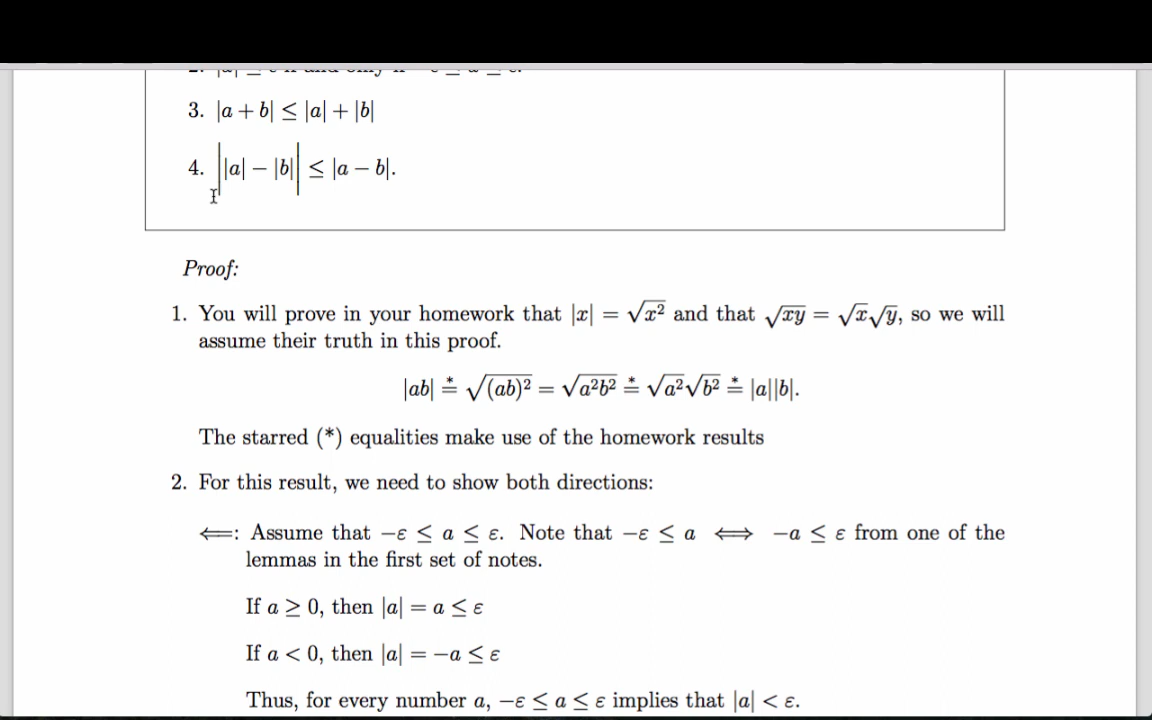 3. |a + b| ≤ |a| + |b|
4. ||a| − |b|| ≤ |a − b|.
Proof:
1. You will prove in your homework that |x| = √x² and that √xy = √x√y, so we will
assume their truth in this proof.
|ab| *= √(ab)² = √a²b² *= √a²√b² *= |a||b|.
The starred (*) equalities make use of the homework results
2. For this result, we need to show both directions:
⟸: Assume that −ε ≤ a ≤ ε. Note that −ε ≤ a ⟺ −a ≤ ε from one of the
lemmas in the first set of notes.
If a ≥ 0, then |a| = a ≤ ε
If a < 0, then |a| = −a ≤ ε
Thus, for every number a, −ε ≤ a ≤ ε implies that |a| < ε.